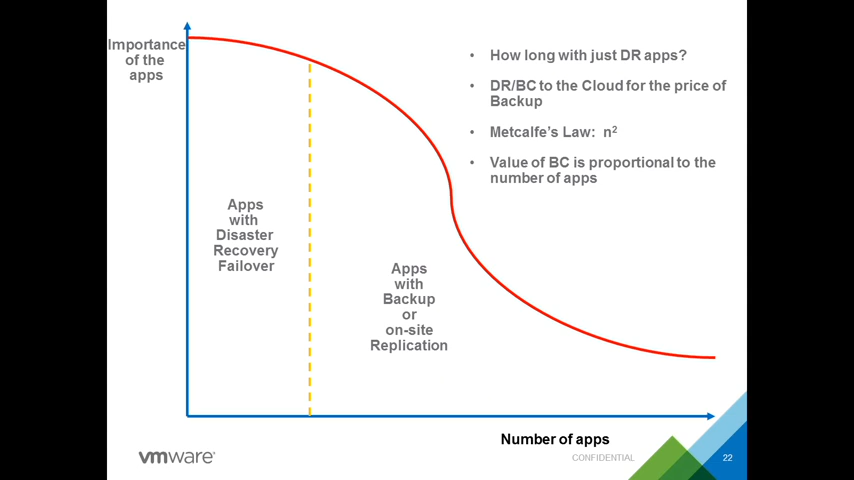 Importance
of the
apps
• How long with just DR apps?
• DR/BC to the Cloud for the price of
Backup
• Metcalfe's Law: n²
• Value of BC is proportional to the
number of apps
Apps
with
Disaster
Recovery
Failover
Apps
with
Backup
or
on-site
Replication
Number of apps
vmware
CONFIDENTIAL
22